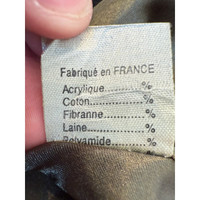 Fabriqué en FRANCE
Acrylique..............%
Coton..................%
Fibranne..............%
Laine...................%
Polyamide ..........%